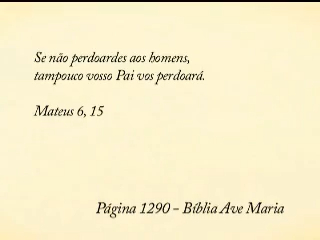 Se não perdoardes aos homens,
tampouco vosso Pai vos perdoará.
Mateus 6, 15
Página 1290 - Bíblia Ave Maria